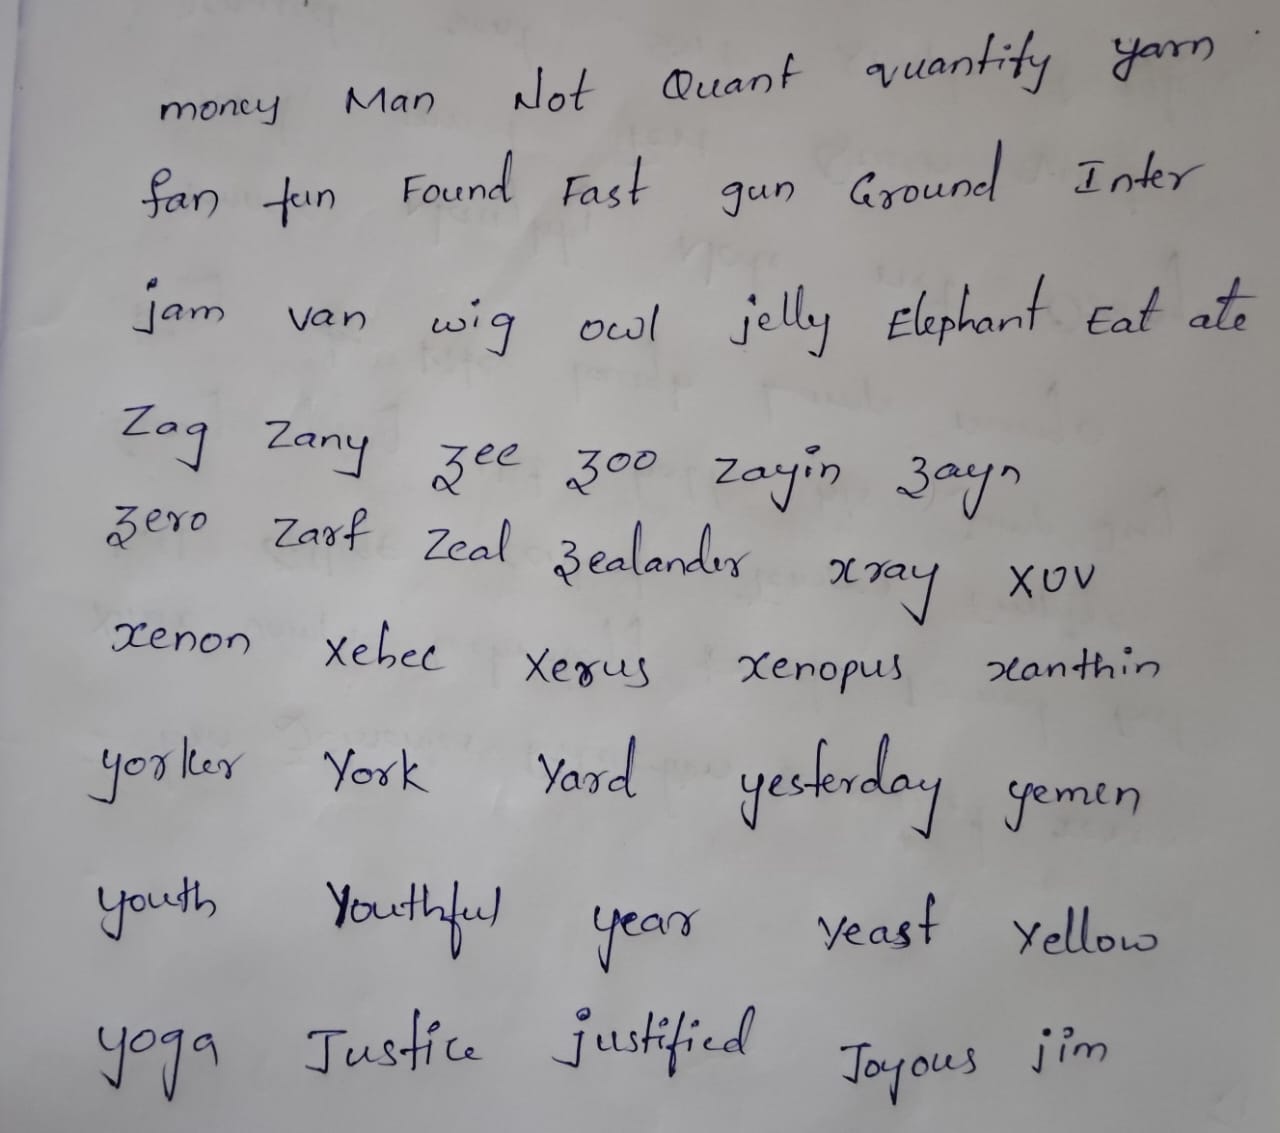 money Man Not Quant quantity yarn
fan fun Found Fast gun Ground Inter
jam van wig owl jelly Elephant Eat ate
Zag Zany zee zoo zayin zayn
zero Zarf Zeal zealander xray XUV
xenon Xebec Xerus xenopus xanthin
yorker York Yard yesterday yemen
youth Youthful year Yeast Yellow
yoga Justice justified Joyous jim